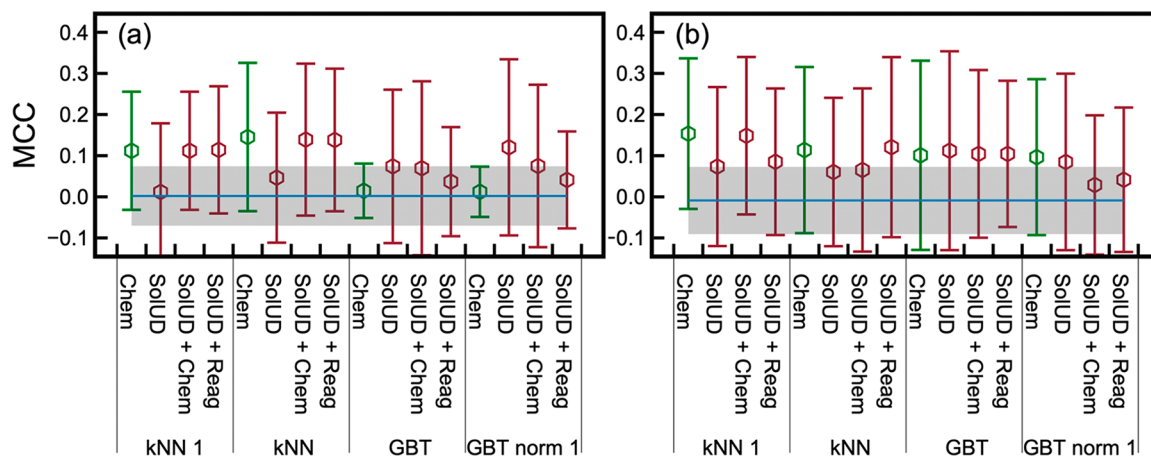 (a)
MCC
0.4
0.3
0.2
0.1
0.0
−0.1
Chem
SolUD
SolUD + Chem
SolUD + Reag
Chem
SolUD
SolUD + Chem
SolUD + Reag
Chem
SolUD
SolUD + Chem
SolUD + Reag
Chem
SolUD
SolUD + Chem
SolUD + Reag
kNN 1
kNN
GBT
GBT norm 1
(b)
0.4
0.3
0.2
0.1
0.0
-0.1
Chem
SolUD
SolUD + Chem
SolUD + Reag
Chem
SolUD
SolUD + Chem
SolUD + Reag
Chem
SolUD
SolUD + Chem
SolUD + Reag
Chem
SolUD
SolUD + Chem
SolUD + Reag
kNN 1
kNN
GBT
GBT norm 1